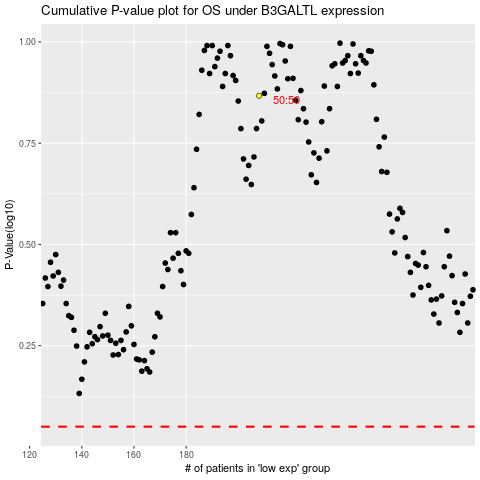 Cumulative P-value plot for OS under B3GALTL expression
1.00
0.75
0.50
0.25
P-Value(log10)
50:50
120 140 160 180
# of patients in 'low exp' group